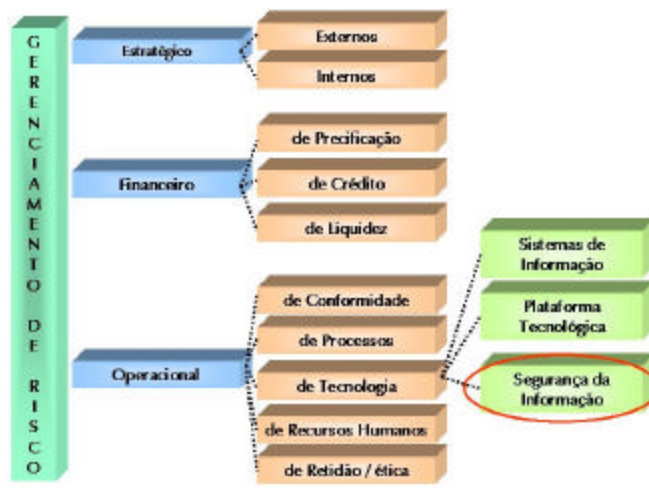 GERENCIAMENTO DE RISCO
Estratégico
Externos
Internos
Financeiro
de Precificação
de Crédito
de Liquidez
Operacional
de Conformidade
de Processos
de Tecnologia
de Recursos Humanos
de Retidão / ética
Sistemas de
Informação
Plataforma
Tecnológica
Segurança da
Informação